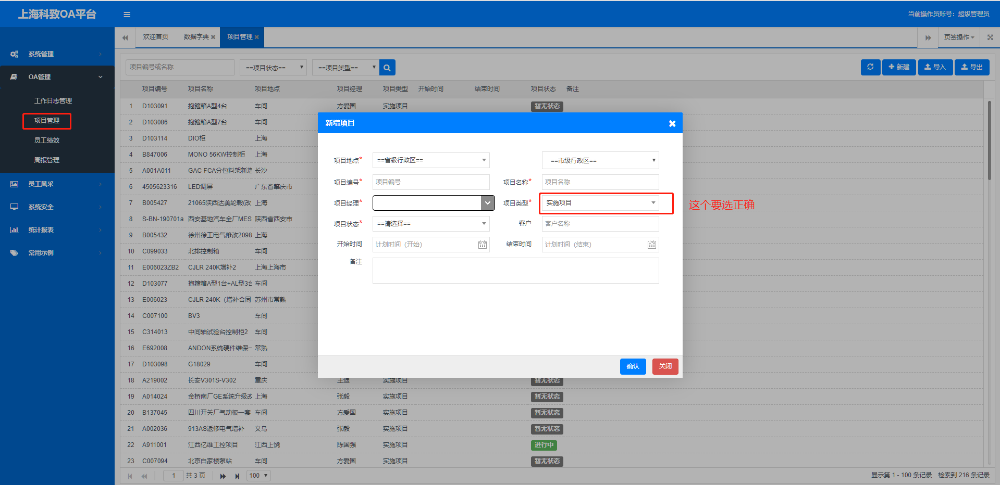 上海科致OA平台
当前操作员账号：超级管理员
欢迎首页 数据字典 项目管理 页签操作
系统管理
OA管理
工作日志管理
项目管理
员工绩效
周报管理
员工风采
系统安全
统计报表
常用示例
项目编号或名称 ==项目状态== ==项目类型== 新建 导入 导出
项目编号 项目名称 项目地点 项目经理 项目类型 开始时间 结束时间 项目状态 备注
1 D103091 抱箍箱A型4台 车间 方爱国 实施项目 暂无状态
2 D103086 抱箍箱A型7台 车间
3 D103114 DIO柜 上海
4 B847006 MONO 56KW控制柜 上海
5 A001A011 GAC FCA分包料架新增 长沙
6 4505623316 LED调屏 广东省肇庆市
7 B005427 21065陕西达美轮毂(改 上海
8 S-BN-190701a 西安基地汽车全厂MES 陕西省西安市
9 B005432 徐州徐工电气修改2098 上海
10 C099033 北排控制箱 车间
11 E006023ZB2 CJLR 240K增补2 上海上海市
12 D103077 抱箍箱A型1台+AL型3台 车间
13 E006023 CJLR 240K（增补合同 苏州市常熟
14 C007100 BV3 车间
15 C314013 中间轴试验台控制柜2 车间
16 E692008 ANDON系统硬件维保一 常熟
17 D103098 G18029 车间
18 A219002 长安V301S-V302 重庆 王迪 实施项目 暂无状态
19 A014024 金桥南厂GE系统升级改 上海 张毅 实施项目 暂无状态
20 B137045 四川开关厂气动板一套 车间 方爱国 实施项目 暂无状态
21 A002036 913AS返修电气增补 义乌 张毅 实施项目 暂无状态
22 A911001 江西亿维工控项目 江西上饶 陈国强 实施项目 进行中
23 C007094 北京白家楼泵站 车间 方爱国 实施项目 暂无状态
1 共 3 页 100 显示第 1 - 100 条记录 检索到 216 条记录
新增项目
项目地点* ==省级行政区== ==市级行政区==
项目编号* 项目编号 项目名称* 项目名称
项目经理* 项目类型* 实施项目
项目状态* ==请选择== 客户 客户名称
开始时间 计划时间（开始） 结束时间 计划时间（结束）
备注
确认 关闭
这个要选正确